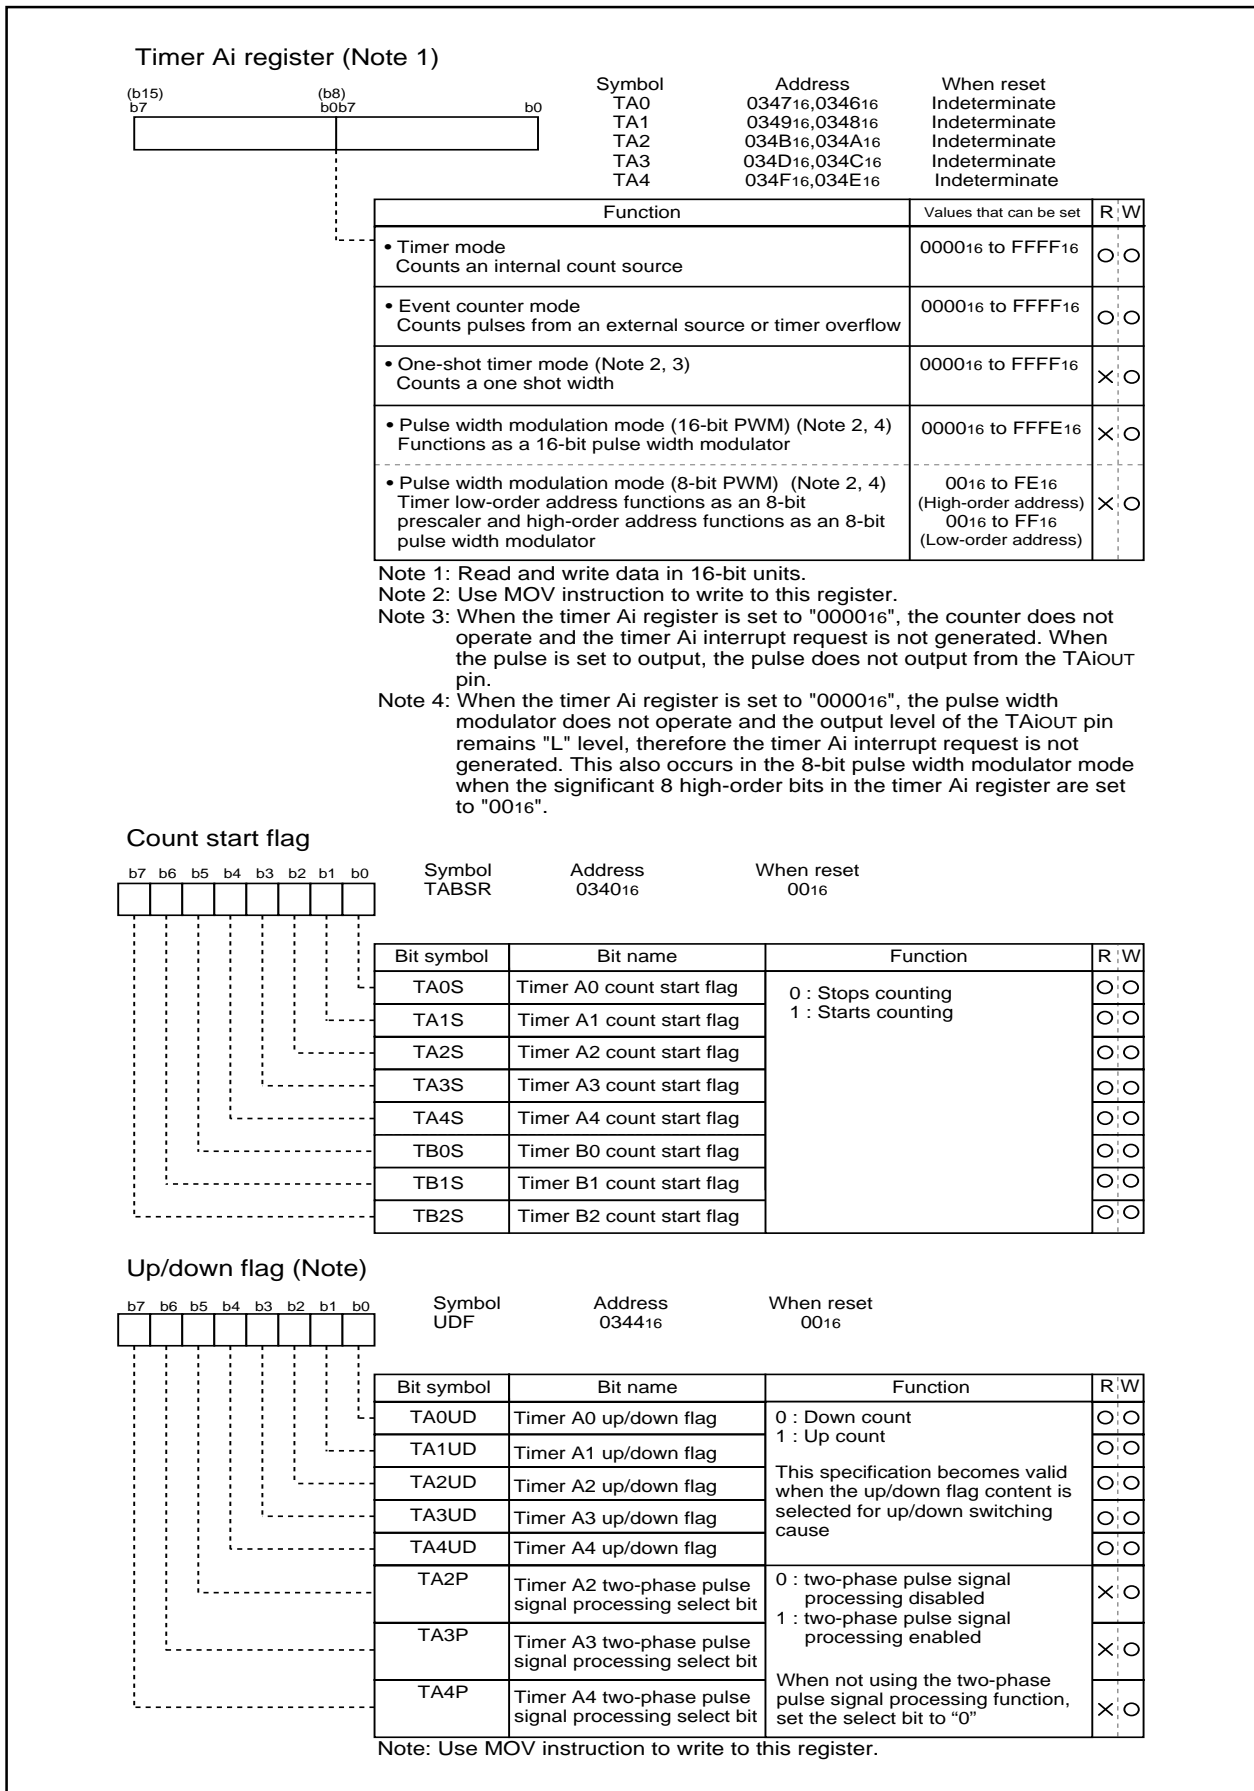 Timer Ai register (Note 1)
Symbol Address When reset
(b15) (b8)
b7 b0b7 b0
TA0 034716,034616 Indeterminate
TA1 034916,034816 Indeterminate
TA2 034B16,034A16 Indeterminate
TA3 034D16,034C16 Indeterminate
TA4 034F16,034E16 Indeterminate
Function Values that can be set R W
• Timer mode 000016 to FFFF16
Counts an internal count source
• Event counter mode 000016 to FFFF16
Counts pulses from an external source or timer overflow
• One-shot timer mode (Note 2, 3) 000016 to FFFF16
Counts a one shot width
• Pulse width modulation mode (16-bit PWM) (Note 2, 4) 000016 to FFFE16
Functions as a 16-bit pulse width modulator
• Pulse width modulation mode (8-bit PWM) (Note 2, 4) 0016 to FE16
Timer low-order address functions as an 8-bit (High-order address)
prescaler and high-order address functions as an 8-bit 0016 to FF16
pulse width modulator (Low-order address)
Note 1: Read and write data in 16-bit units.
Note 2: Use MOV instruction to write to this register.
Note 3: When the timer Ai register is set to "000016", the counter does not
operate and the timer Ai interrupt request is not generated. When
the pulse is set to output, the pulse does not output from the TAiOUT
pin.
Note 4: When the timer Ai register is set to "000016", the pulse width
modulator does not operate and the output level of the TAiOUT pin
remains "L" level, therefore the timer Ai interrupt request is not
generated. This also occurs in the 8-bit pulse width modulator mode
when the significant 8 high-order bits in the timer Ai register are set
to "0016".
Count start flag
b7 b6 b5 b4 b3 b2 b1 b0
Symbol Address When reset
TABSR 034016 0016
Bit symbol Bit name Function R W
TA0S Timer A0 count start flag 0 : Stops counting
TA1S Timer A1 count start flag 1 : Starts counting
TA2S Timer A2 count start flag
TA3S Timer A3 count start flag
TA4S Timer A4 count start flag
TB0S Timer B0 count start flag
TB1S Timer B1 count start flag
TB2S Timer B2 count start flag
Up/down flag (Note)
b7 b6 b5 b4 b3 b2 b1 b0
Symbol Address When reset
UDF 034416 0016
Bit symbol Bit name Function R W
TA0UD Timer A0 up/down flag 0 : Down count
TA1UD Timer A1 up/down flag 1 : Up count
TA2UD Timer A2 up/down flag This specification becomes valid
when the up/down flag content is
TA3UD Timer A3 up/down flag selected for up/down switching
TA4UD Timer A4 up/down flag cause
TA2P Timer A2 two-phase pulse 0 : two-phase pulse signal
signal processing select bit processing disabled
1 : two-phase pulse signal
TA3P Timer A3 two-phase pulse processing enabled
signal processing select bit
TA4P Timer A4 two-phase pulse When not using the two-phase
signal processing select bit pulse signal processing function,
set the select bit to “0”
Note: Use MOV instruction to write to this register.